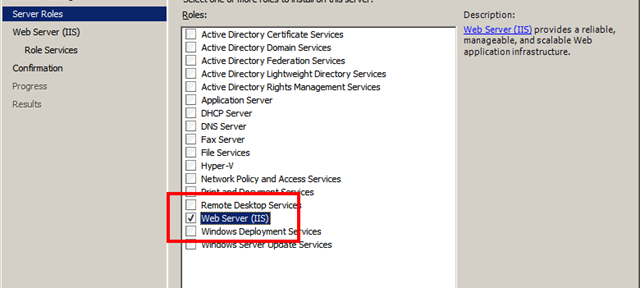 Select one or more roles to install on this server.
Server Roles
Web Server (IIS)
Role Services
Confirmation
Progress
Results
Roles:
Active Directory Certificate Services
Active Directory Domain Services
Active Directory Federation Services
Active Directory Lightweight Directory Services
Active Directory Rights Management Services
Application Server
DHCP Server
DNS Server
Fax Server
File Services
Hyper-V
Network Policy and Access Services
Print and Document Services
Remote Desktop Services
Web Server (IIS)
Windows Deployment Services
Windows Server Update Services
Description:
Web Server (IIS) provides a reliable,
manageable, and scalable Web
application infrastructure.